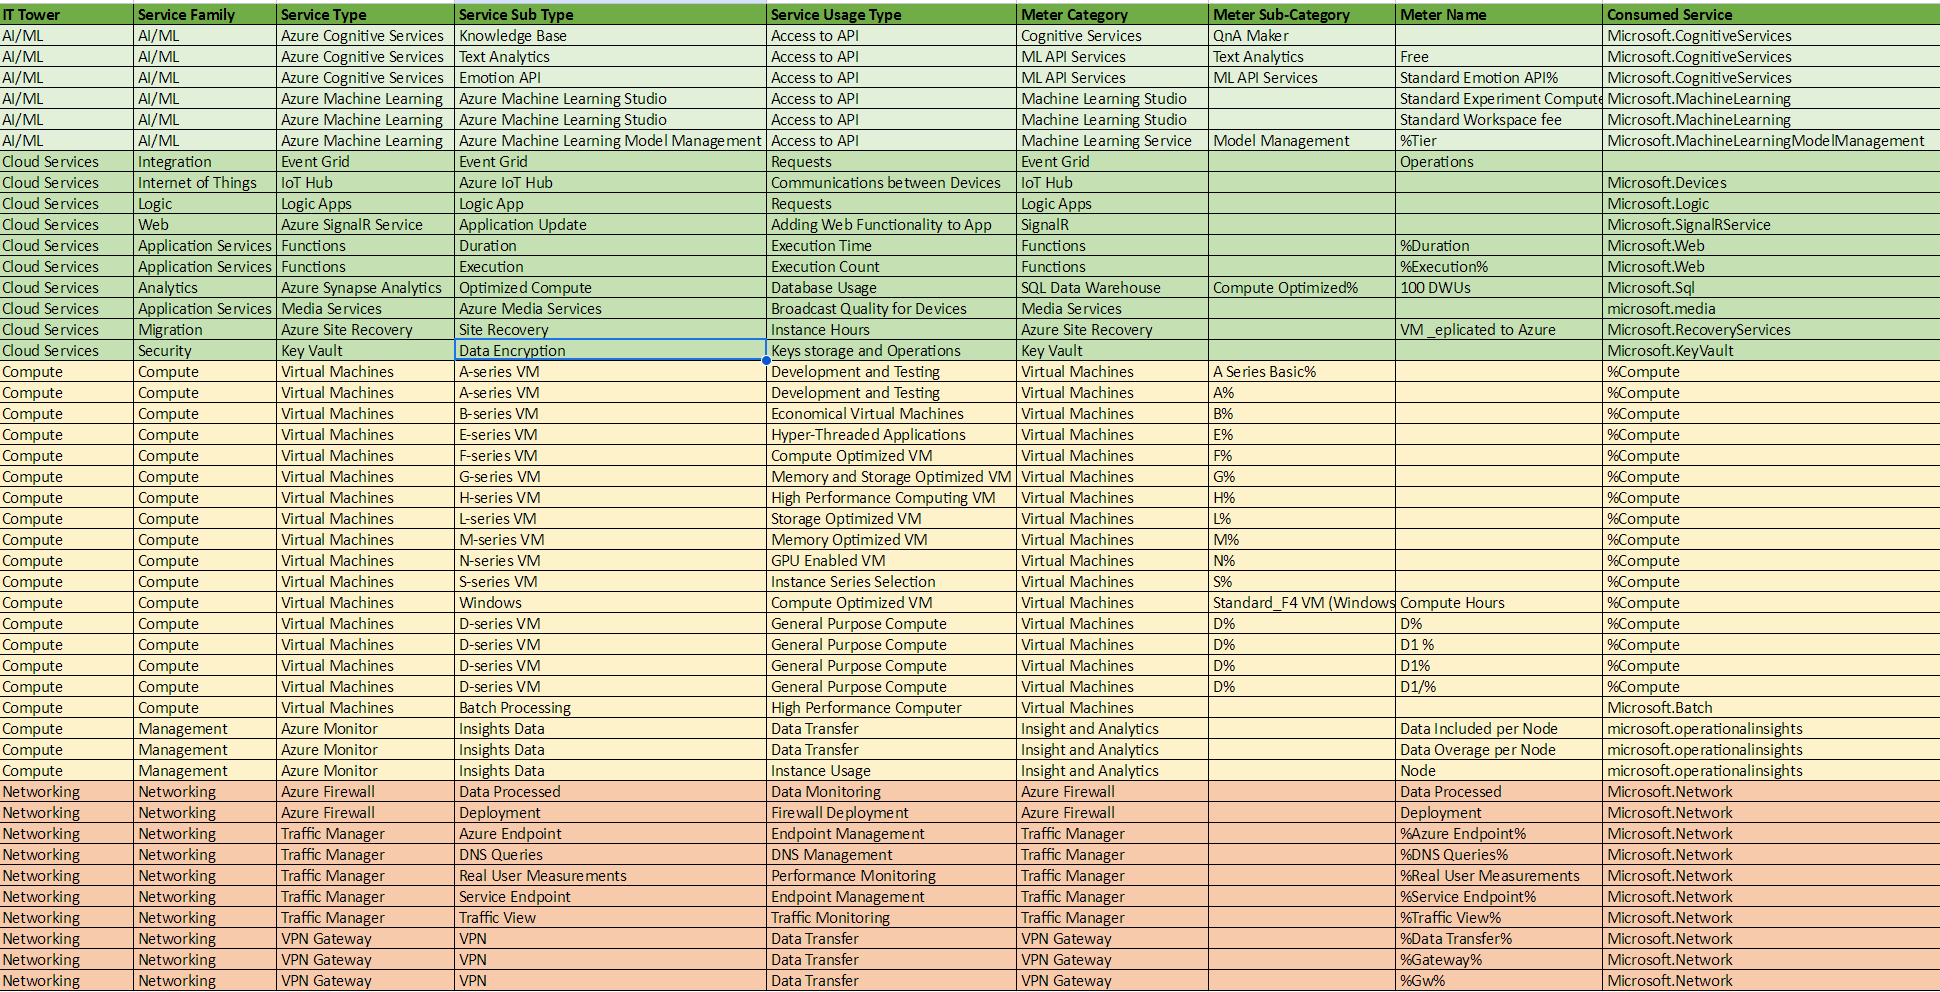 IT Tower Service Family Service Type Service Sub Type Service Usage Type Meter Category Meter Sub-Category Meter Name Consumed Service
AI/ML AI/ML Azure Cognitive Services Knowledge Base Access to API Cognitive Services QnA Maker Microsoft.CognitiveServices
AI/ML AI/ML Azure Cognitive Services Text Analytics Access to API ML API Services Text Analytics Free Microsoft.CognitiveServices
AI/ML AI/ML Azure Cognitive Services Emotion API Access to API ML API Services ML API Services Standard Emotion API% Microsoft.CognitiveServices
AI/ML AI/ML Azure Machine Learning Azure Machine Learning Studio Access to API Machine Learning Studio Standard Experiment Compute Microsoft.MachineLearning
AI/ML AI/ML Azure Machine Learning Azure Machine Learning Studio Access to API Machine Learning Studio Standard Workspace fee Microsoft.MachineLearning
AI/ML AI/ML Azure Machine Learning Azure Machine Learning Model Management Access to API Machine Learning Service Model Management %Tier Microsoft.MachineLearningModelManagement
Cloud Services Integration Event Grid Event Grid Requests Event Grid Operations
Cloud Services Internet of Things IoT Hub Azure IoT Hub Communications between Devices IoT Hub Microsoft.Devices
Cloud Services Logic Logic Apps Logic App Requests Logic Apps Microsoft.Logic
Cloud Services Web Azure SignalR Service Application Update Adding Web Functionality to App SignalR Microsoft.SignalRService
Cloud Services Application Services Functions Duration Execution Time Functions %Duration Microsoft.Web
Cloud Services Application Services Functions Execution Execution Count Functions %Execution% Microsoft.Web
Cloud Services Analytics Azure Synapse Analytics Optimized Compute Database Usage SQL Data Warehouse Compute Optimized% 100 DWUs Microsoft.Sql
Cloud Services Application Services Media Services Azure Media Services Broadcast Quality for Devices Media Services microsoft.media
Cloud Services Migration Azure Site Recovery Site Recovery Instance Hours Azure Site Recovery VM _eplicated to Azure Microsoft.RecoveryServices
Cloud Services Security Key Vault Data Encryption Keys storage and Operations Key Vault Microsoft.KeyVault
Compute Compute Virtual Machines A-series VM Development and Testing Virtual Machines A Series Basic% %Compute
Compute Compute Virtual Machines A-series VM Development and Testing Virtual Machines A% %Compute
Compute Compute Virtual Machines B-series VM Economical Virtual Machines Virtual Machines B% %Compute
Compute Compute Virtual Machines E-series VM Hyper-Threaded Applications Virtual Machines E% %Compute
Compute Compute Virtual Machines F-series VM Compute Optimized VM Virtual Machines F% %Compute
Compute Compute Virtual Machines G-series VM Memory and Storage Optimized VM Virtual Machines G% %Compute
Compute Compute Virtual Machines H-series VM High Performance Computing VM Virtual Machines H% %Compute
Compute Compute Virtual Machines L-series VM Storage Optimized VM Virtual Machines L% %Compute
Compute Compute Virtual Machines M-series VM Memory Optimized VM Virtual Machines M% %Compute
Compute Compute Virtual Machines N-series VM GPU Enabled VM Virtual Machines N% %Compute
Compute Compute Virtual Machines S-series VM Instance Series Selection Virtual Machines S% %Compute
Compute Compute Virtual Machines Windows Compute Optimized VM Virtual Machines Standard_F4 VM (Windows Compute Hours %Compute
Compute Compute Virtual Machines D-series VM General Purpose Compute Virtual Machines D% D% %Compute
Compute Compute Virtual Machines D-series VM General Purpose Compute Virtual Machines D% D1 % %Compute
Compute Compute Virtual Machines D-series VM General Purpose Compute Virtual Machines D% D1% %Compute
Compute Compute Virtual Machines D-series VM General Purpose Compute Virtual Machines D% D1/% %Compute
Compute Compute Virtual Machines Batch Processing High Performance Computer Virtual Machines Microsoft.Batch
Compute Management Azure Monitor Insights Data Data Transfer Insight and Analytics Data Included per Node microsoft.operationalinsights
Compute Management Azure Monitor Insights Data Data Transfer Insight and Analytics Data Overage per Node microsoft.operationalinsights
Compute Management Azure Monitor Insights Data Instance Usage Insight and Analytics Node microsoft.operationalinsights
Networking Networking Azure Firewall Data Processed Data Monitoring Azure Firewall Data Processed Microsoft.Network
Networking Networking Azure Firewall Deployment Firewall Deployment Azure Firewall Deployment Microsoft.Network
Networking Networking Traffic Manager Azure Endpoint Endpoint Management Traffic Manager %Azure Endpoint% Microsoft.Network
Networking Networking Traffic Manager DNS Queries DNS Management Traffic Manager %DNS Queries% Microsoft.Network
Networking Networking Traffic Manager Real User Measurements Performance Monitoring Traffic Manager %Real User Measurements Microsoft.Network
Networking Networking Traffic Manager Service Endpoint Endpoint Management Traffic Manager %Service Endpoint% Microsoft.Network
Networking Networking Traffic Manager Traffic View Traffic Monitoring Traffic Manager %Traffic View% Microsoft.Network
Networking Networking VPN Gateway VPN Data Transfer VPN Gateway %Data Transfer% Microsoft.Network
Networking Networking VPN Gateway VPN Data Transfer VPN Gateway %Gateway% Microsoft.Network
Networking Networking VPN Gateway VPN Data Transfer VPN Gateway %Gw% Microsoft.Network